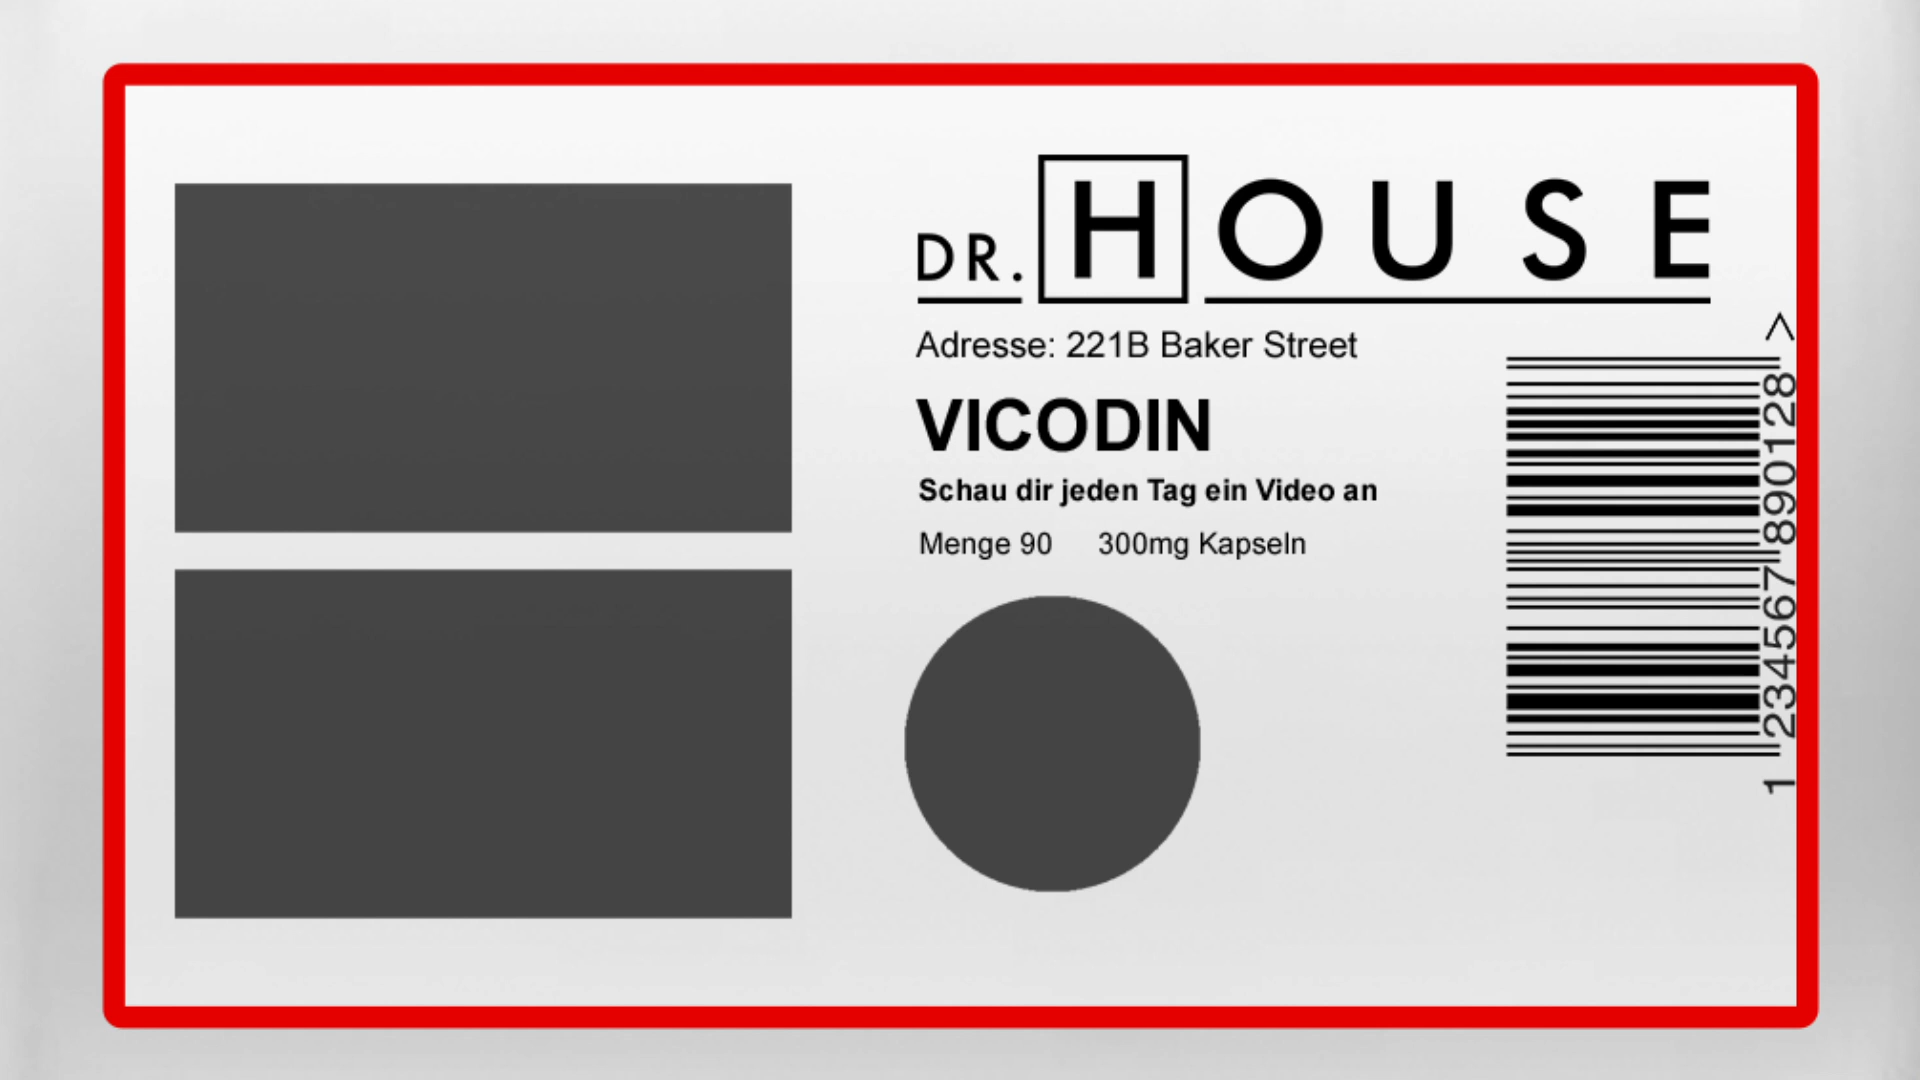 DR. HOUSE
Adresse: 221B Baker Street
VICODIN
Schau dir jeden Tag ein Video an
Menge 90 300mg Kapseln
1 234567 890128 >